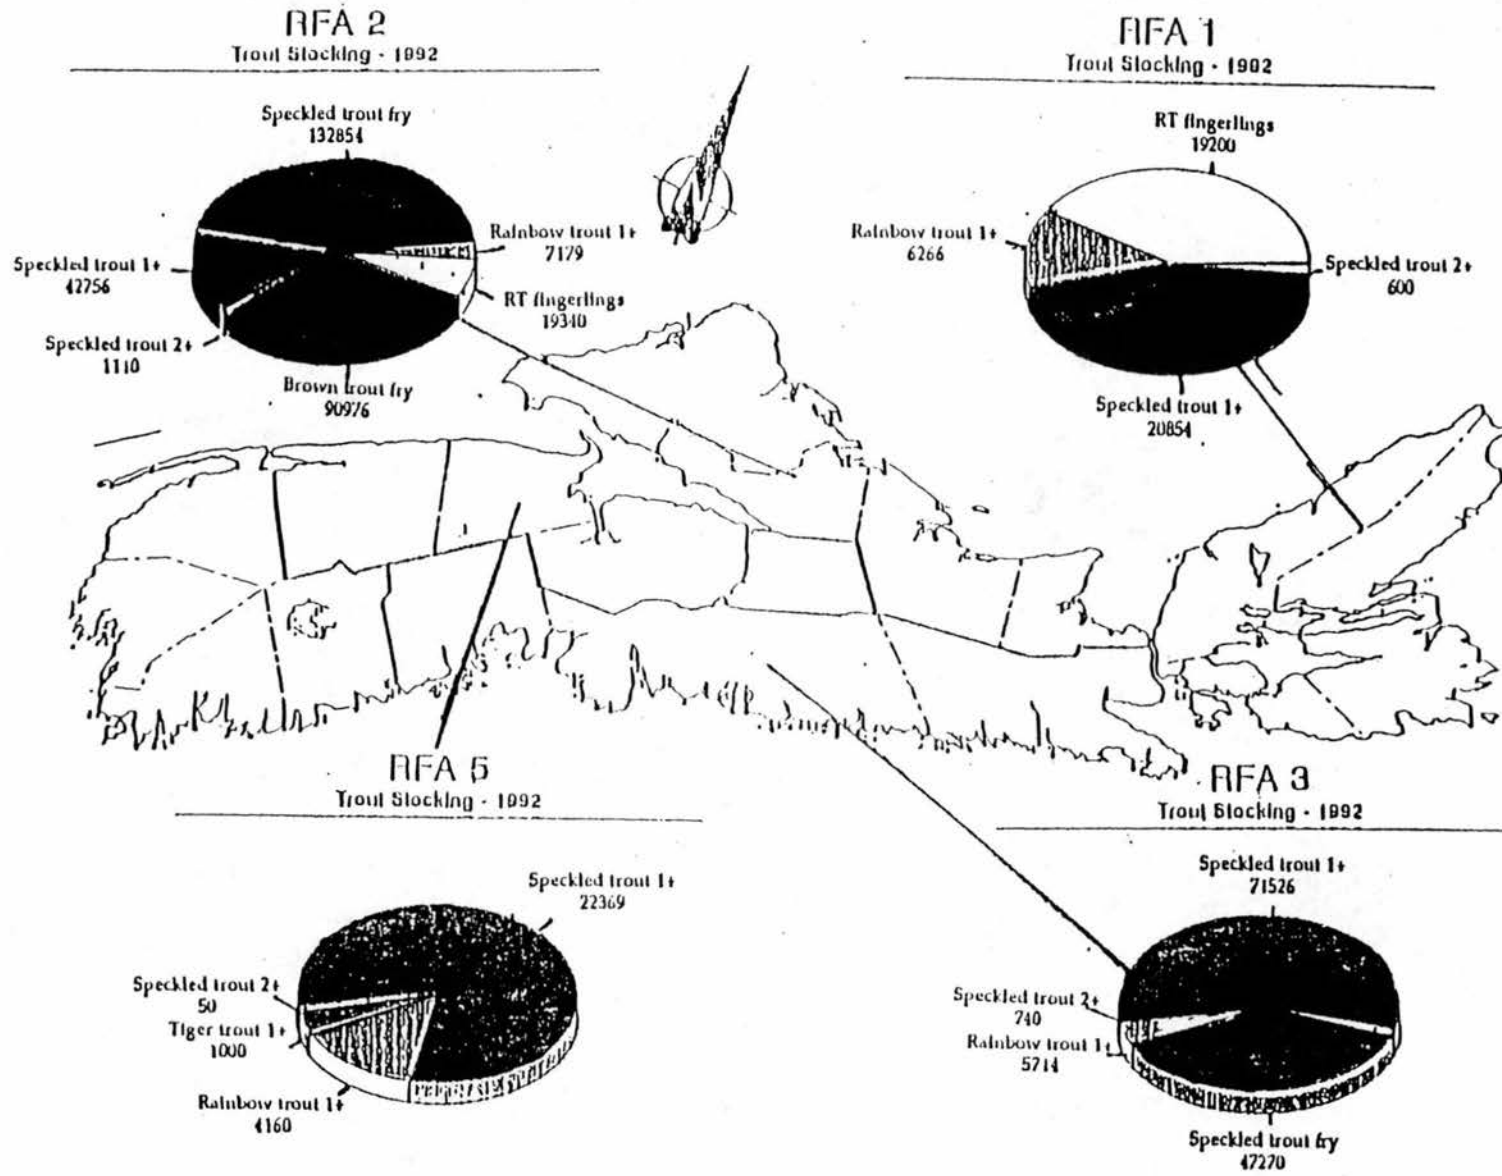 RFA 2
Trout Stocking - 1992
Speckled trout fry
132854
Rainbow trout 1+
7179
RT fingerlings
19340
Brown trout fry
90976
Speckled trout 2+
1110
Speckled trout 1+
42756
RFA 1
Trout Stocking - 1992
RT fingerlings
19200
Rainbow trout 1+
6266
Speckled trout 2+
600
Speckled trout 1+
20854
RFA 5
Trout Stocking - 1992
Speckled trout 1+
22369
Speckled trout 2+
50
Tiger trout 1+
1000
Rainbow trout 1+
4160
RFA 3
Trout Stocking - 1992
Speckled trout 1+
71526
Speckled trout 2+
740
Rainbow trout 1+
5714
Speckled trout fry
47270